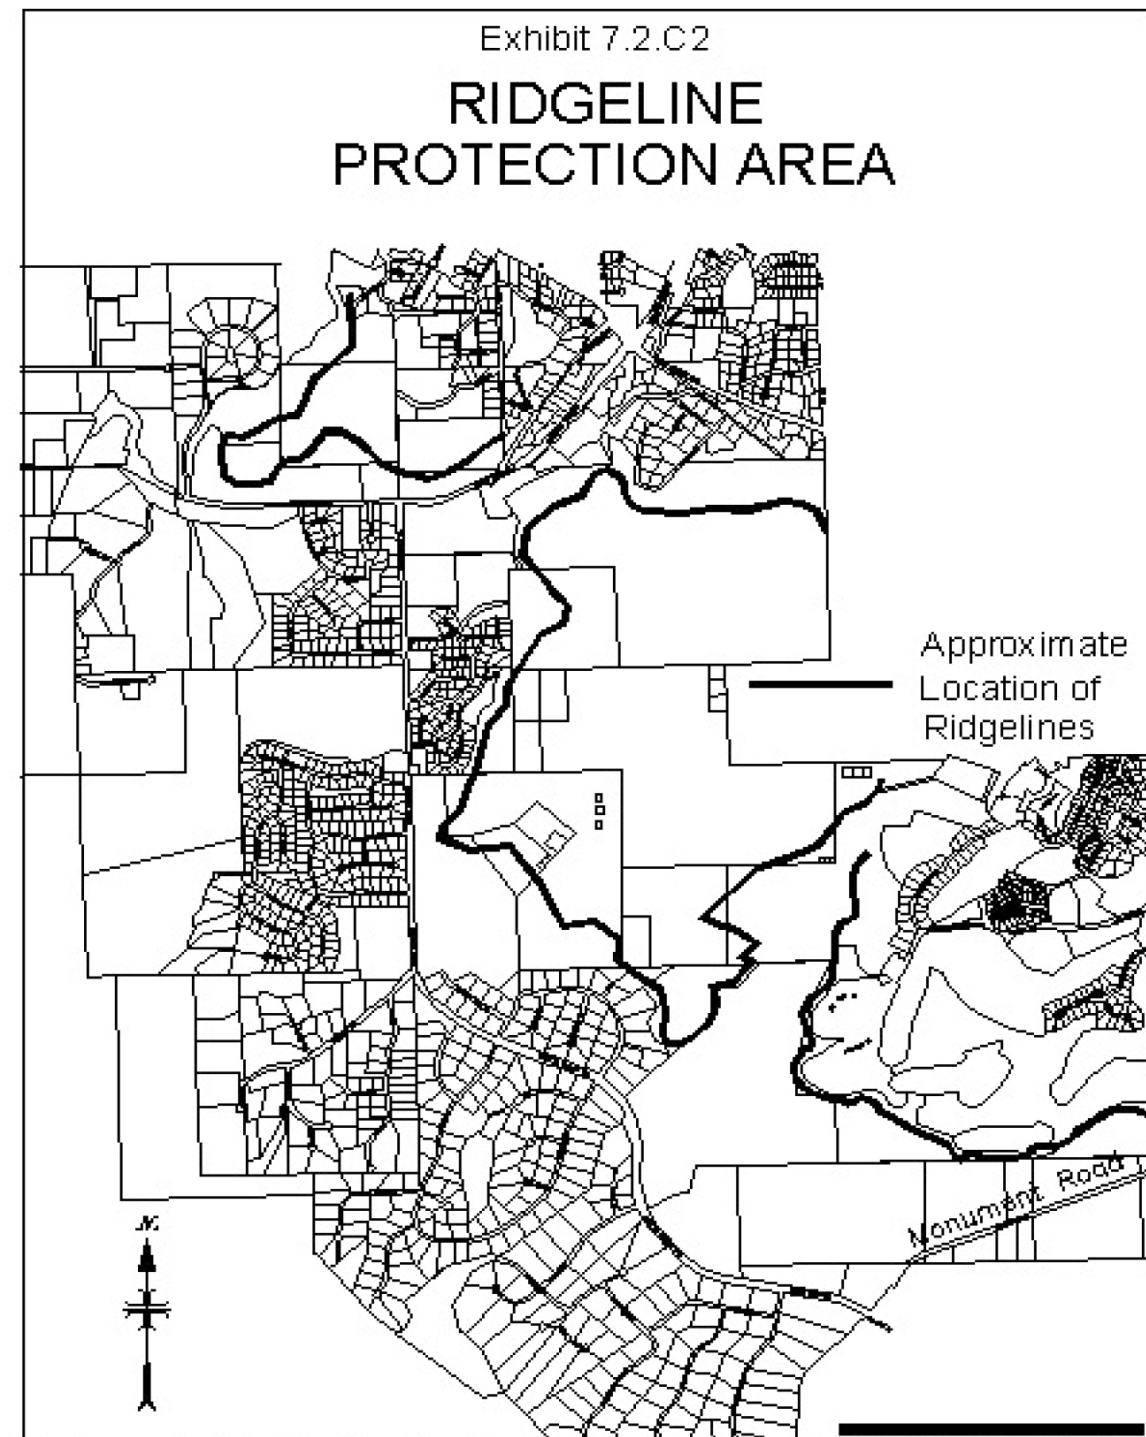 Exhibit 7.2.C2
RIDGELINE
PROTECTION AREA
Approximate
Location of
Ridgelines
Monument Road
N.